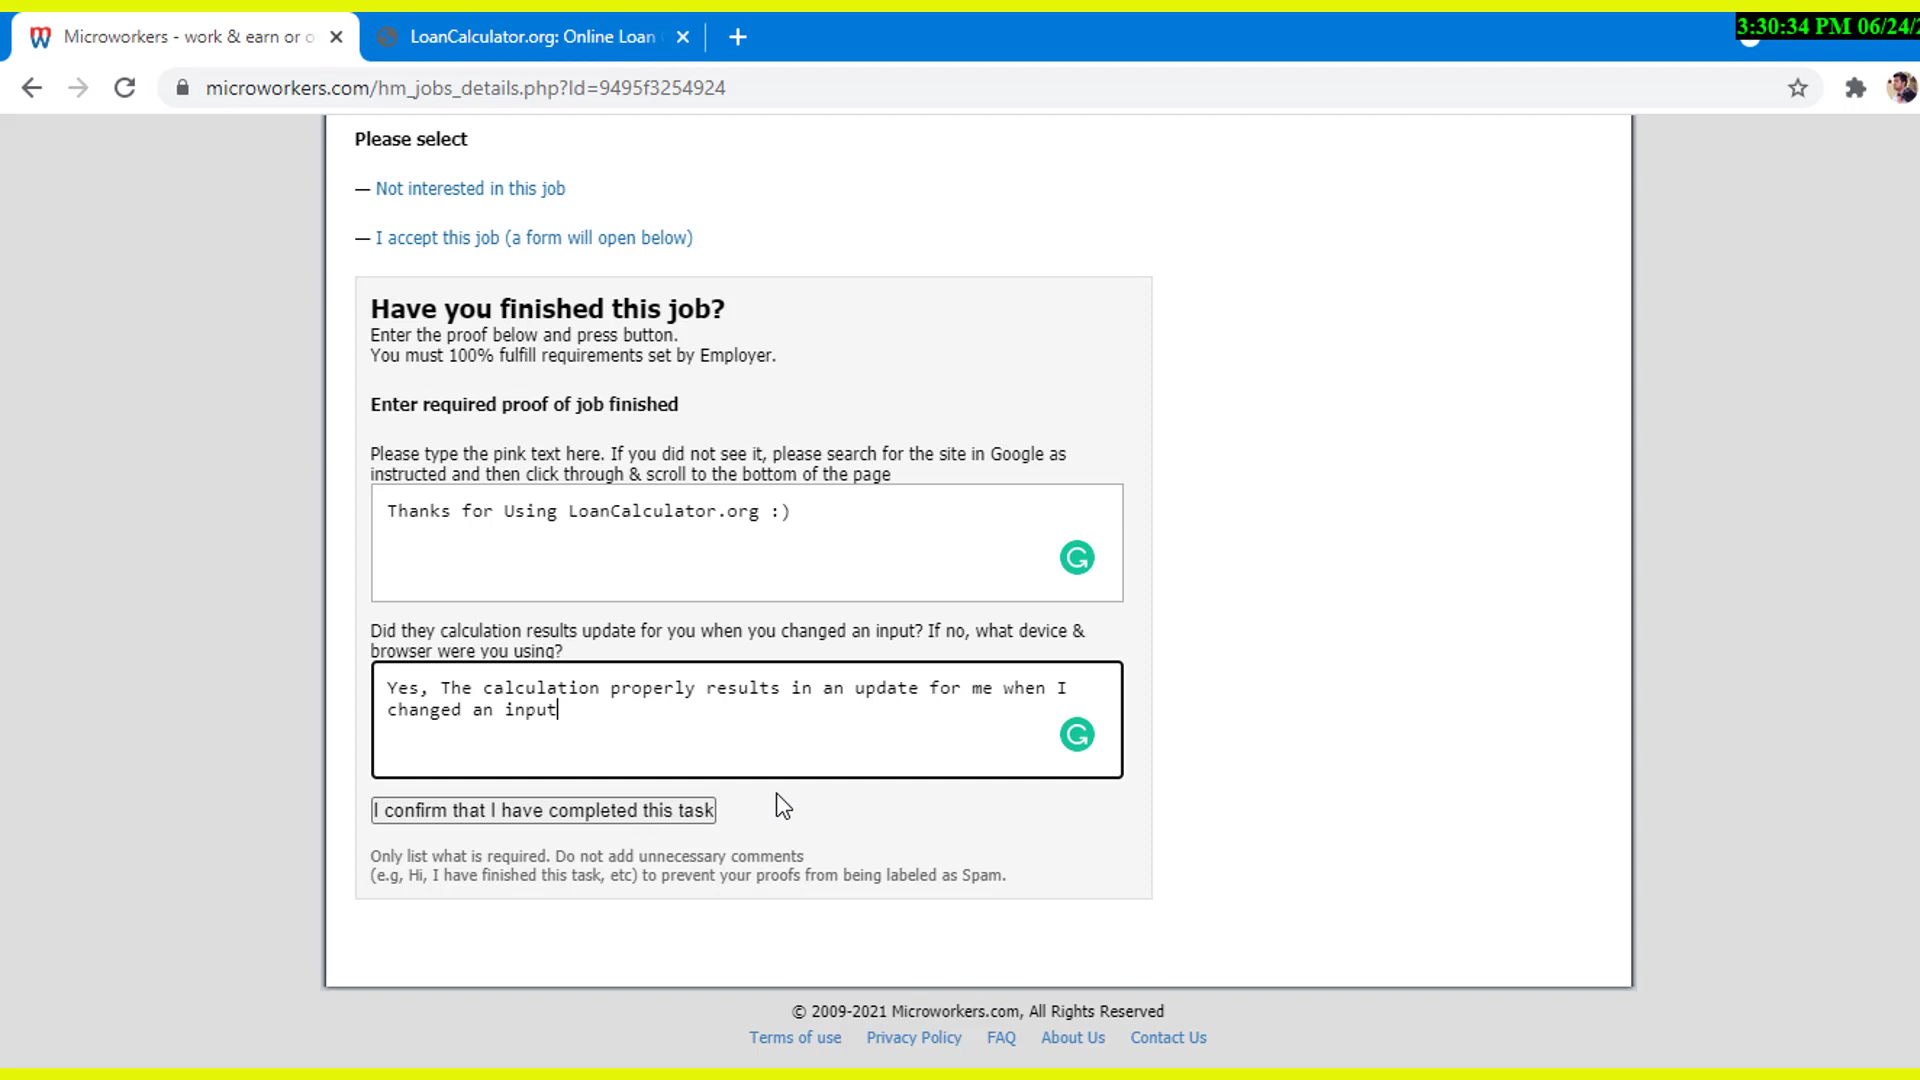 Microworkers - work & earn or o
LoanCalculator.org: Online Loan
3:30:34 PM 06/24/2
microworkers.com/hm_jobs_details.php?Id=9495f3254924
Please select
— Not interested in this job
— I accept this job (a form will open below)
Have you finished this job?
Enter the proof below and press button.
You must 100% fulfill requirements set by Employer.
Enter required proof of job finished
Please type the pink text here. If you did not see it, please search for the site in Google as
instructed and then click through & scroll to the bottom of the page
Thanks for Using LoanCalculator.org :)
Did they calculation results update for you when you changed an input? If no, what device &
browser were you using?
Yes, The calculation properly results in an update for me when I
changed an input
I confirm that I have completed this task
Only list what is required. Do not add unnecessary comments
(e.g, Hi, I have finished this task, etc) to prevent your proofs from being labeled as Spam.
© 2009-2021 Microworkers.com, All Rights Reserved
Terms of use Privacy Policy FAQ About Us Contact Us